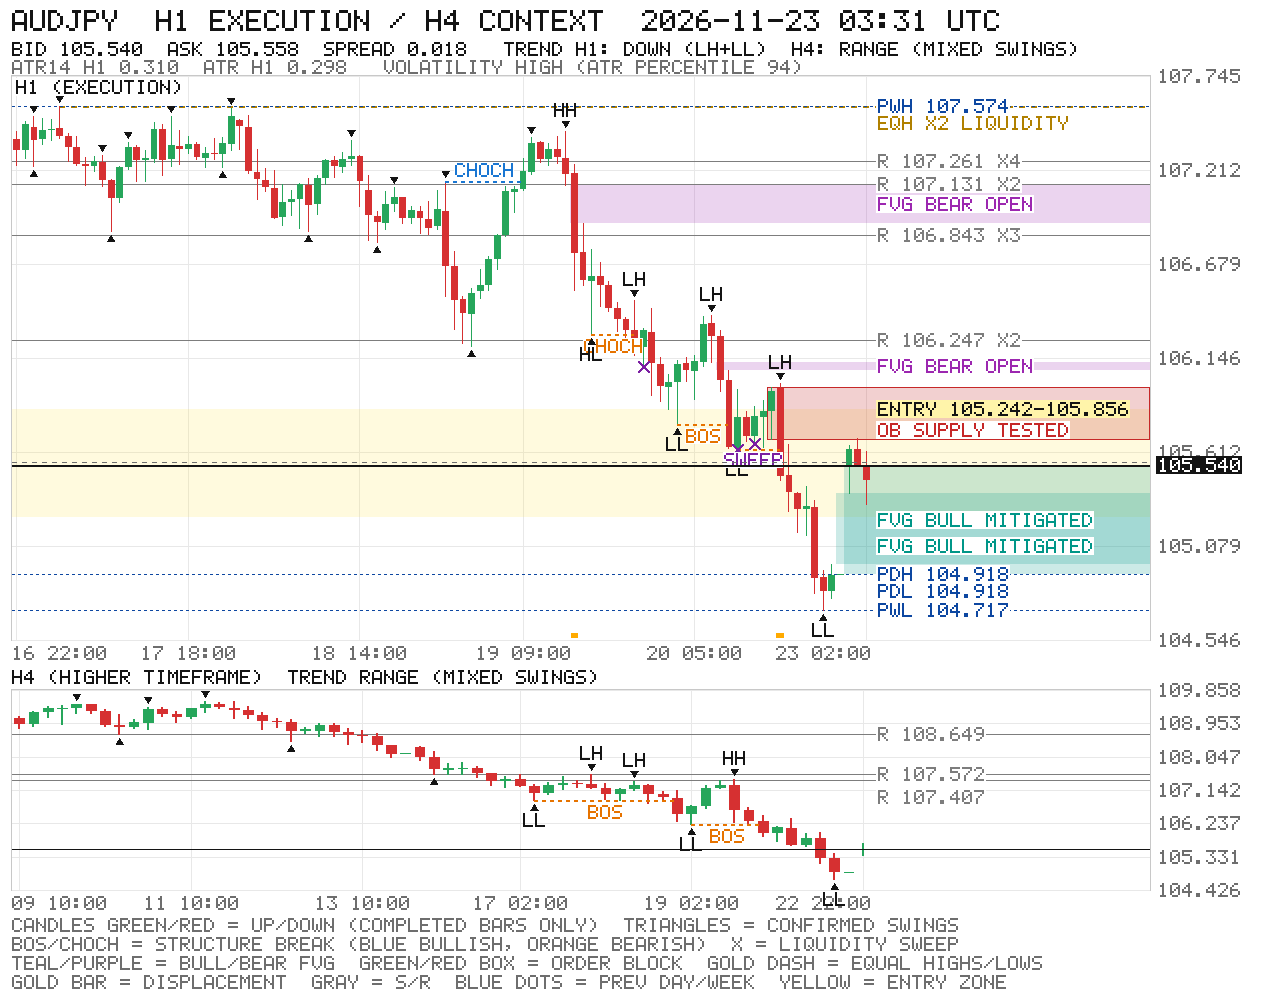 AUDJPY  H1 EXECUTION / H4 CONTEXT  2026-11-23 03:31 UTC
BID 105.540  ASK 105.558  SPREAD 0.018  TREND H1: DOWN (LH+LL)  H4: RANGE (MIXED SWINGS)
ATR14 H1 0.310  ATR H1 0.298  VOLATILITY HIGH (ATR PERCENTILE 94)
107.745
H1 (EXECUTION)
HH
PWH 107.574
EQH X2 LIQUIDITY
R 107.261 X4
CHOCH
107.212
R 107.131 X2
FVG BEAR OPEN
R 106.843 X3
106.679
LH
LH
R 106.247 X2
CHOCH
HL
106.146
LH
FVG BEAR OPEN
ENTRY 105.242-105.856
OB SUPPLY TESTED
BOS
LL
105.612
SWEEP
105.540
LL
FVG BULL MITIGATED
FVG BULL MITIGATED
105.079
PDH 104.918
PDL 104.918
PWL 104.717
LL
104.546
16 22:00  17 18:00  18 14:00  19 09:00  20 05:00  23 02:00
H4 (HIGHER TIMEFRAME)  TREND RANGE (MIXED SWINGS)
109.858
108.953
R 108.649
LH
LH
HH
108.047
R 107.572
R 107.407
107.142
BOS
LL
106.237
BOS
LL
105.331
104.426
LL
09 10:00  11 10:00  13 10:00  17 02:00  19 02:00  22 22:00
CANDLES GREEN/RED = UP/DOWN (COMPLETED BARS ONLY)  TRIANGLES = CONFIRMED SWINGS
BOS/CHOCH = STRUCTURE BREAK (BLUE BULLISH, ORANGE BEARISH)  X = LIQUIDITY SWEEP
TEAL/PURPLE = BULL/BEAR FVG  GREEN/RED BOX = ORDER BLOCK  GOLD DASH = EQUAL HIGHS/LOWS
GOLD BAR = DISPLACEMENT  GRAY = S/R  BLUE DOTS = PREV DAY/WEEK  YELLOW = ENTRY ZONE